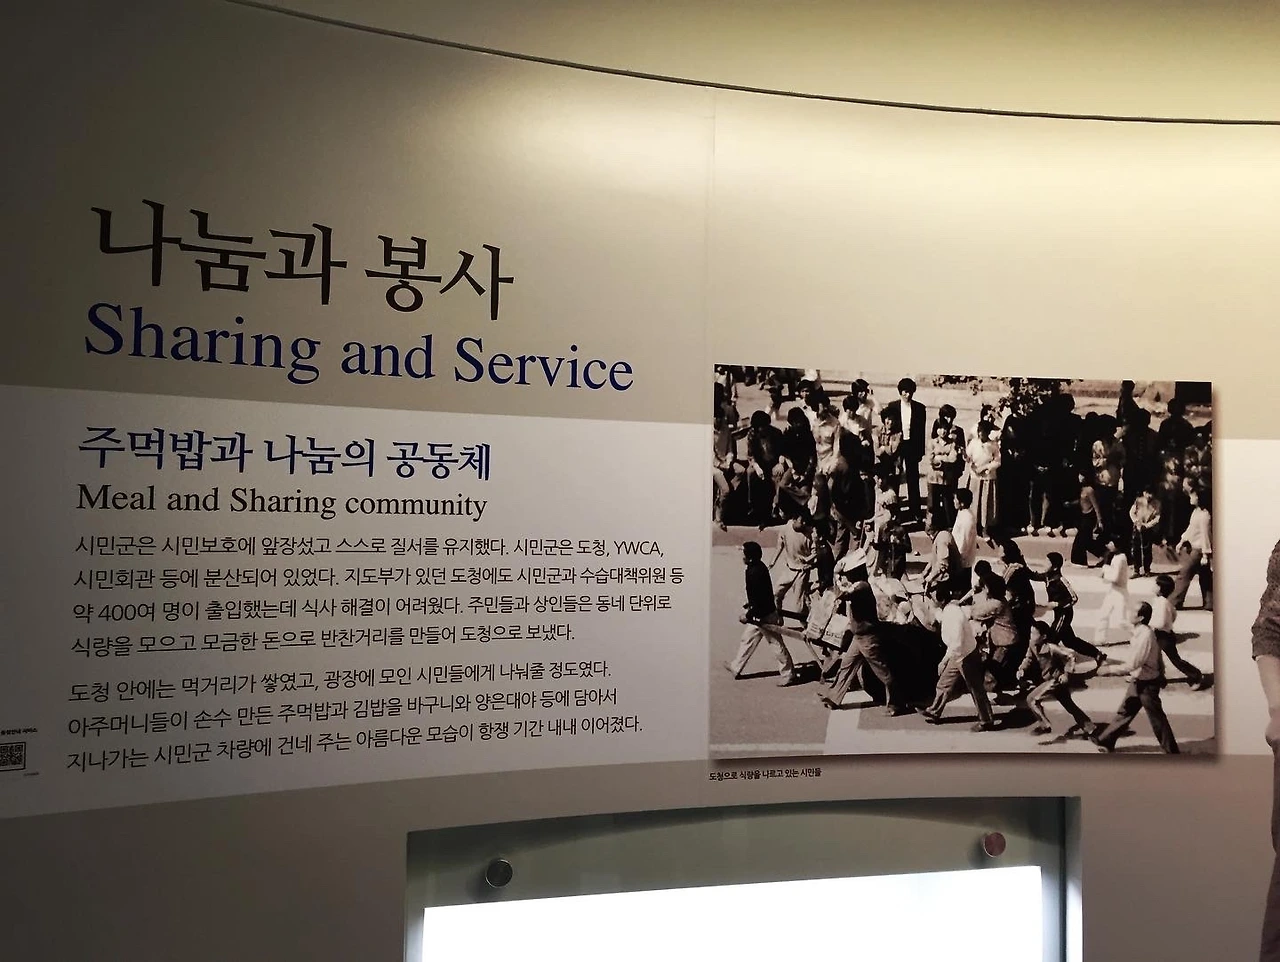 나눔과 봉사
Sharing and Service
주먹밥과 나눔의 공동체
Meal and Sharing community
시민군은 시민보호에 앞장섰고 스스로 질서를 유지했다. 시민군은 도청, YWCA,
시민회관 등에 분산되어 있었다. 지도부가 있던 도청에도 시민군과 수습대책위원 등
약 400여 명이 출입했는데 식사 해결이 어려웠다. 주민들과 상인들은 동네 단위로
식량을 모으고 모금한 돈으로 반찬거리를 만들어 도청으로 보냈다.
도청 안에는 먹거리가 쌓였고, 광장에 모인 시민들에게 나눠줄 정도였다.
아주머니들이 손수 만든 주먹밥과 김밥을 바구니와 양은대야 등에 담아서
지나가는 시민군 차량에 건네 주는 아름다운 모습이 항쟁 기간 내내 이어졌다.
도청으로 식량을 나르고 있는 시민들